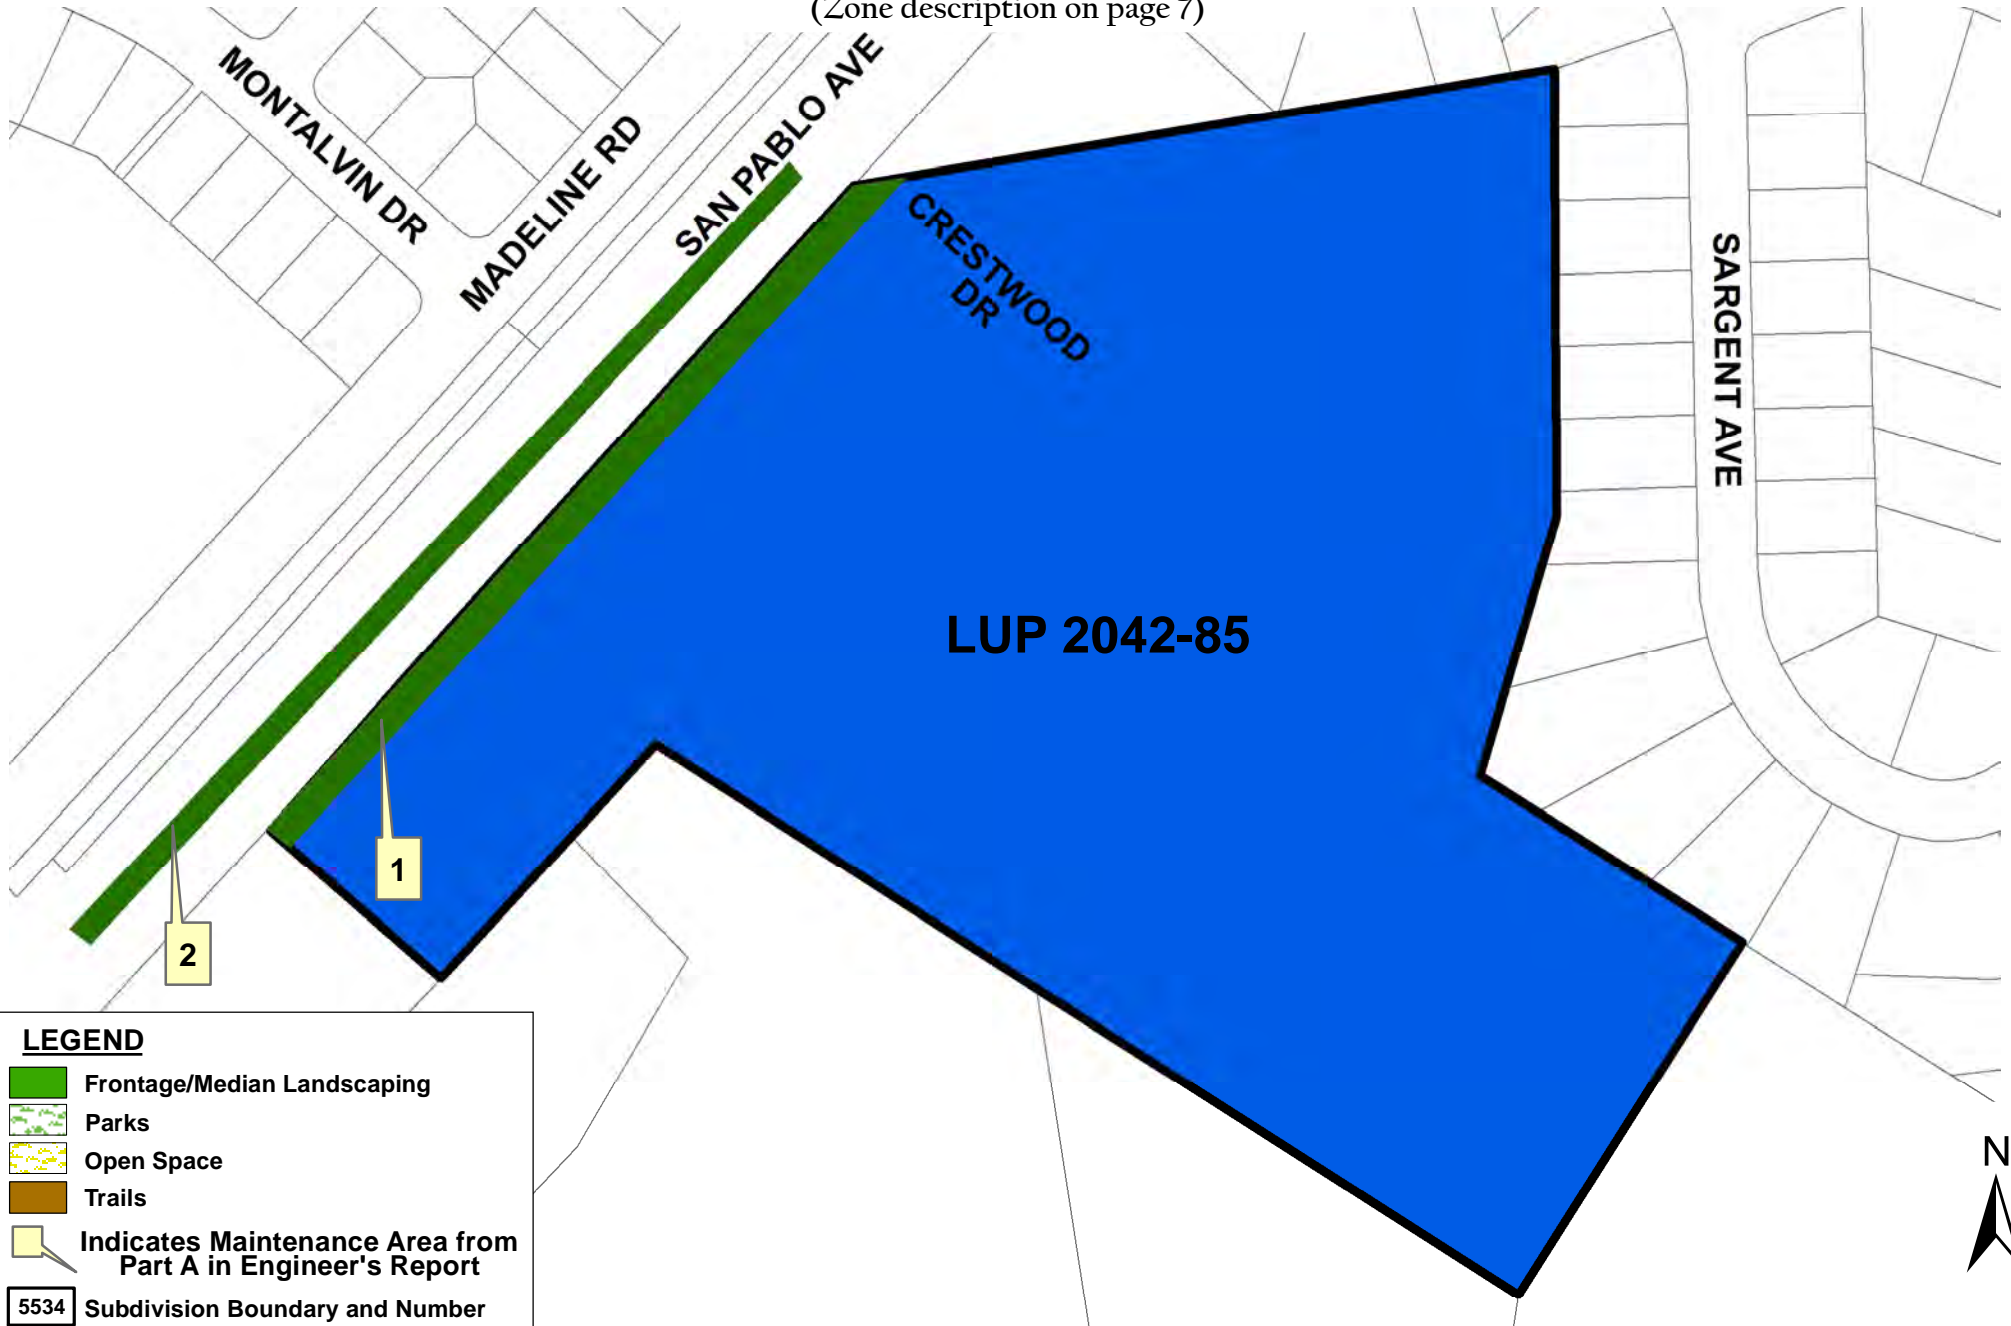 (Zone description on page 7)
MONTALVIN DR
MADELINE RD
SAN PABLO AVE
CRESTWOOD
DR
SARGENT AVE
LUP 2042-85
1
2
LEGEND
Frontage/Median Landscaping
Parks
Open Space
Trails
Indicates Maintenance Area from
Part A in Engineer's Report
5534 Subdivision Boundary and Number
N